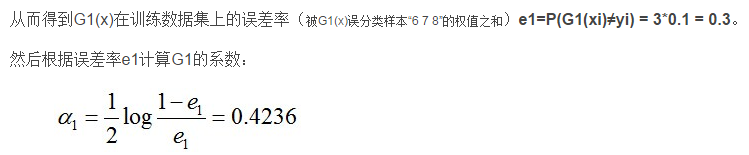 从而得到G1(x)在训练数据集上的误差率（被G1(x)误分类样本“6 7 8”的权值之和）e1=P(G1(xi)≠yi) = 3*0.1 = 0.3。
然后根据误差率e1计算G1的系数：
α₁ = 1/2 log (1 − e₁)/e₁ = 0.4236